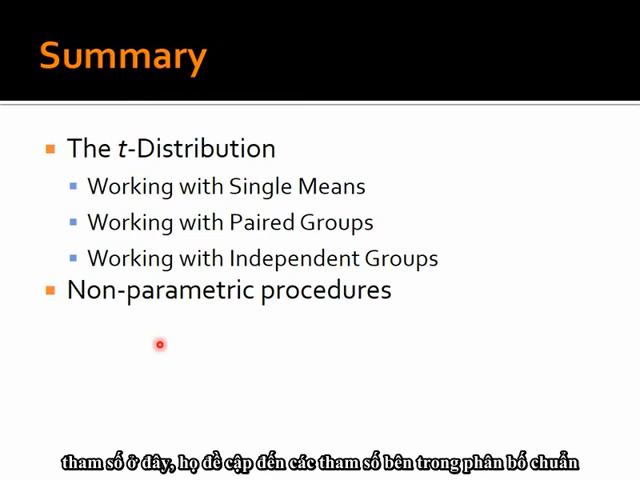 Summary
The t-Distribution
Working with Single Means
Working with Paired Groups
Working with Independent Groups
Non-parametric procedures
tham số ở đây, họ đề cập đến các tham số bên trong phân bố chuẩn